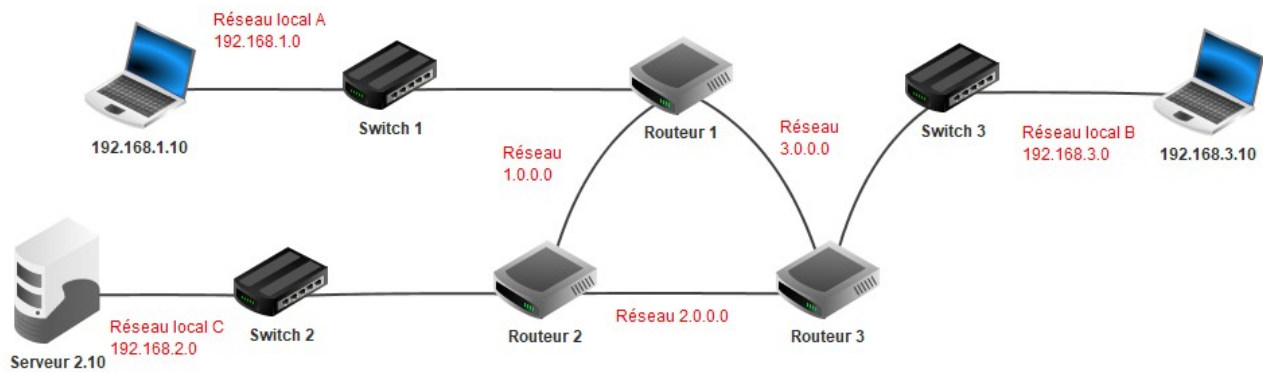 Réseau local A
192.168.1.0
192.168.1.10
Switch 1
Routeur 1
Réseau
3.0.0.0
Switch 3
Réseau local B
192.168.3.0
192.168.3.10
Réseau
1.0.0.0
Serveur 2.10
Réseau local C
192.168.2.0
Switch 2
Routeur 2
Réseau 2.0.0.0
Routeur 3